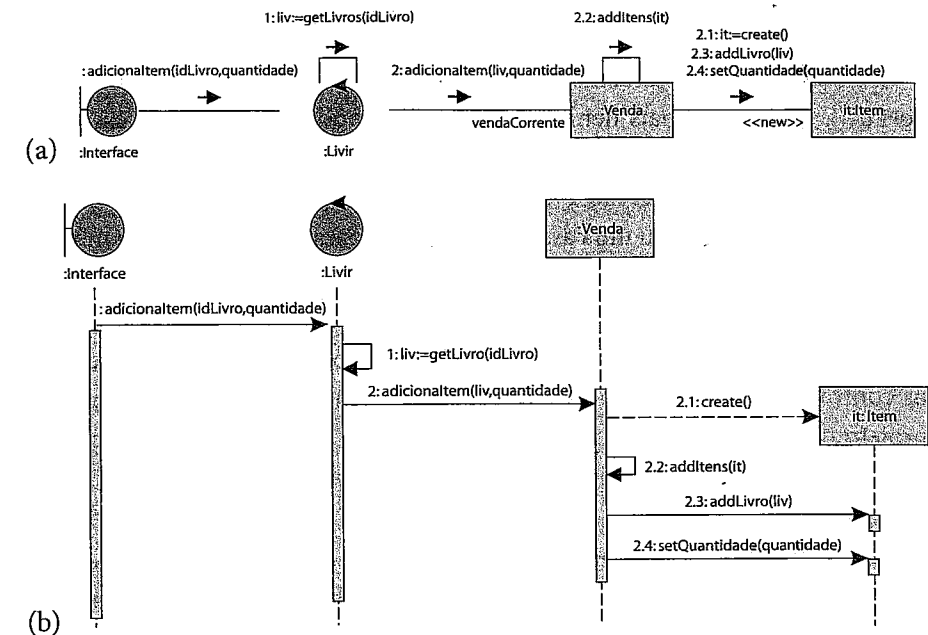 1: liv:=getLivros(idLivro)
2.2: addItens(it)
2.1: it:=create()
2.3: addLivro(liv)
2.4: setQuantidade(quantidade)
: adicionaItem(idLivro,quantidade)
2: adicionaItem(liv,quantidade)
:Venda
it:Item
vendaCorrente
<<new>>
(a)
:Interface
:Livir
:Venda
:Interface
:Livir
: adicionaItem(idLivro,quantidade)
1: liv:=getLivro(idLivro)
2: adicionaItem(liv,quantidade)
2.1: create()
it: Item
2.2: addItens(it)
2.3: addLivro(liv)
2.4: setQuantidade(quantidade)
(b)